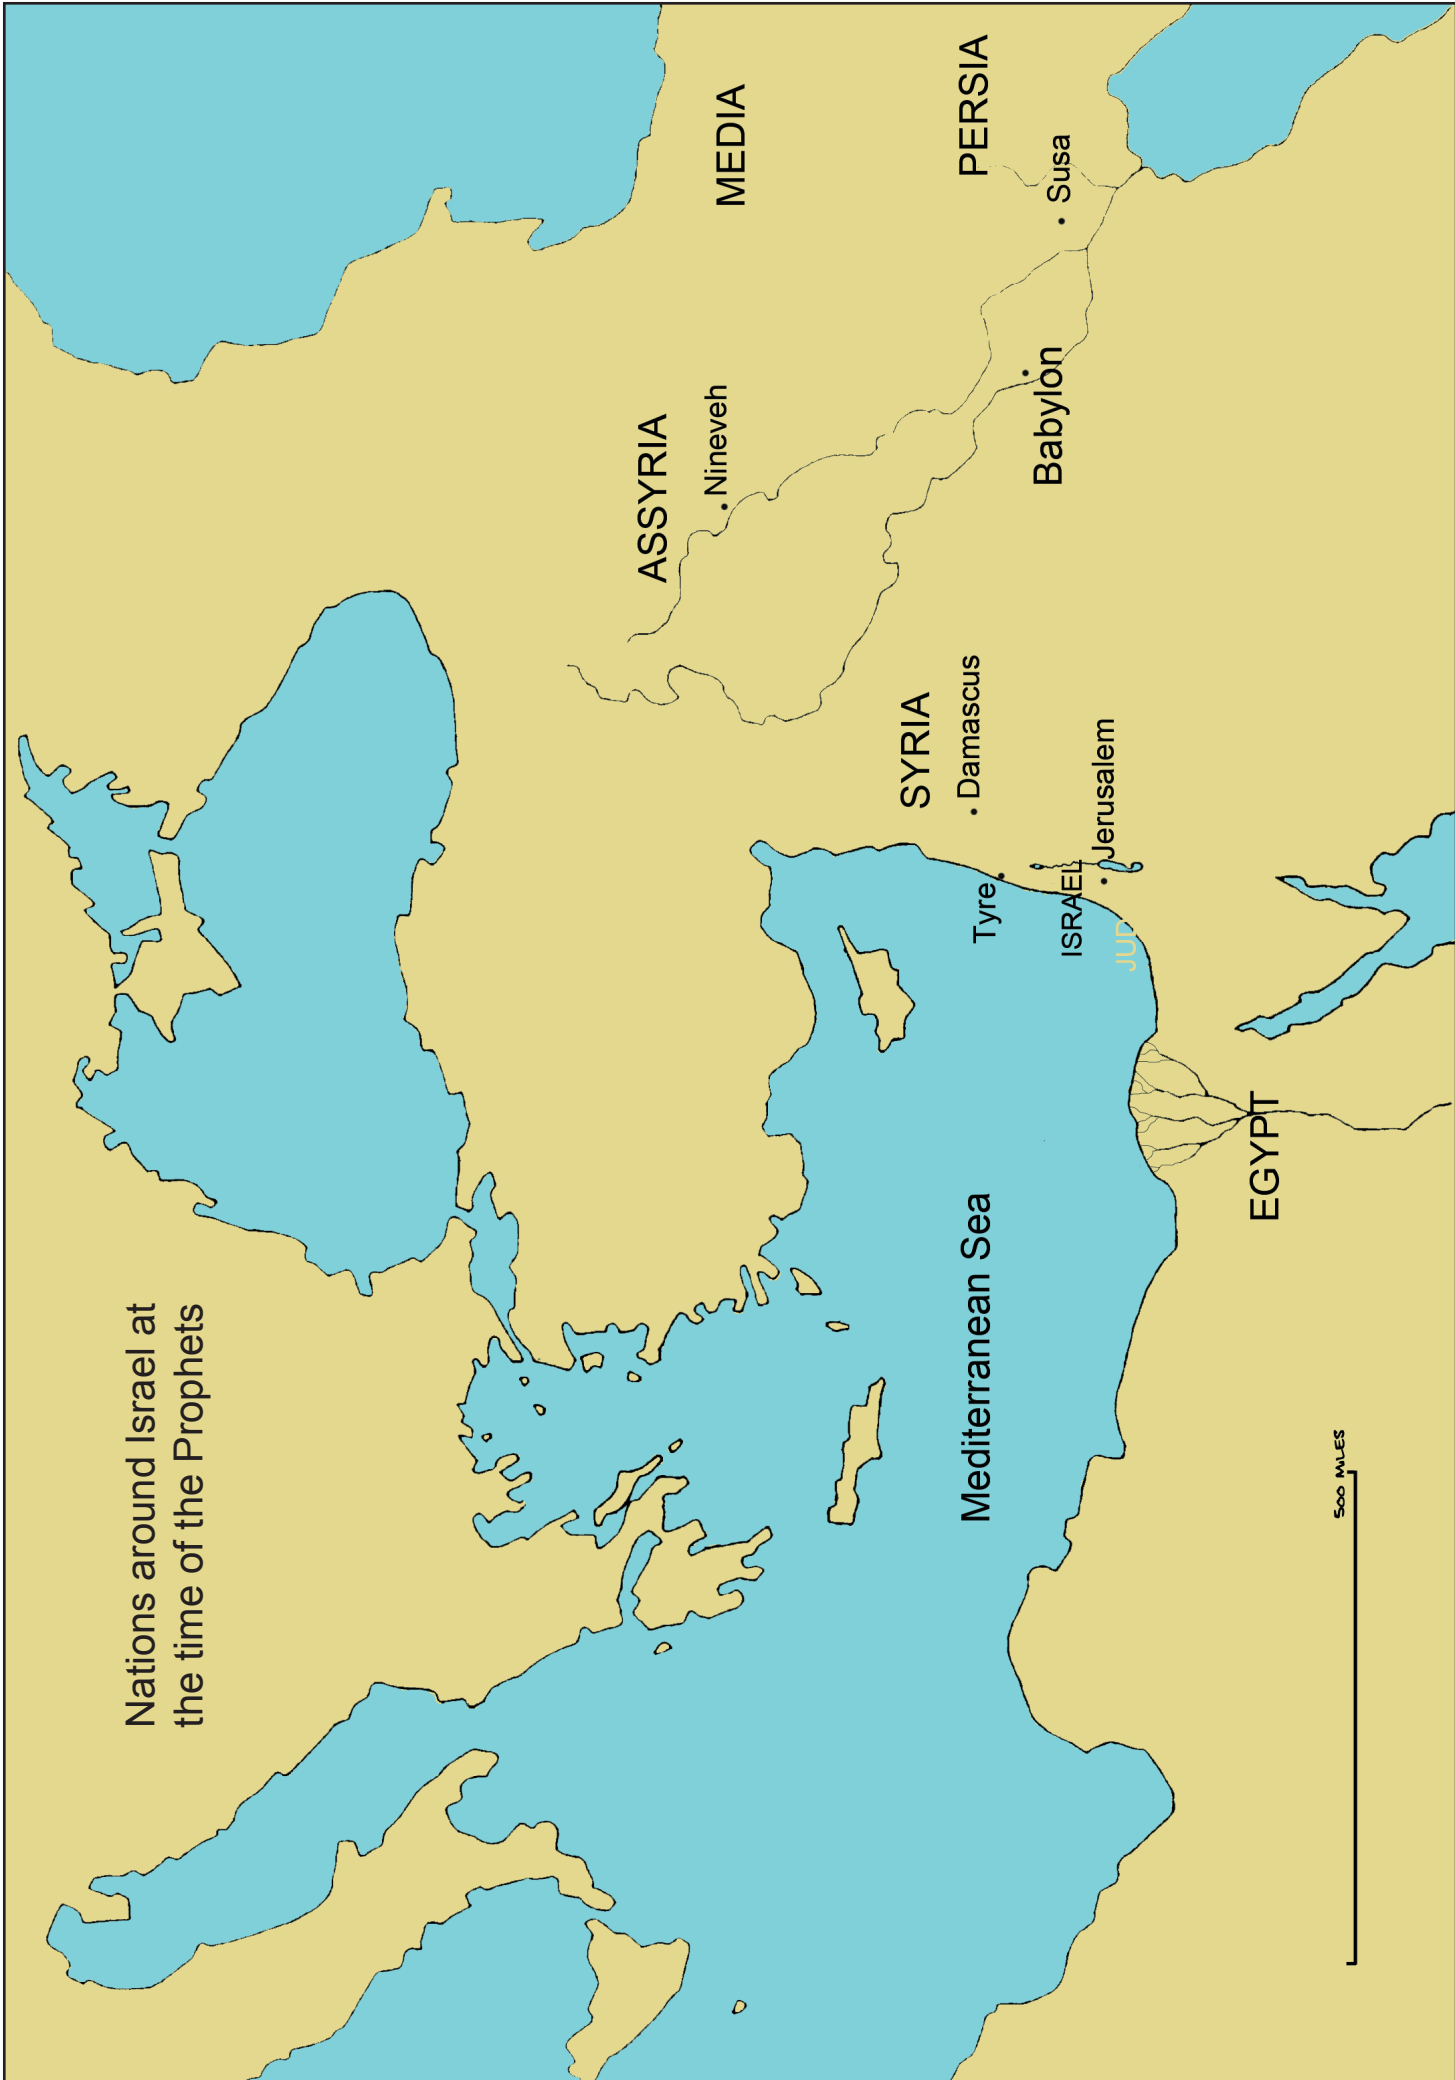 Nations around Israel at
the time of the Prophets
MEDIA
PERSIA
Susa
ASSYRIA
Nineveh
Babylon
SYRIA
Damascus
Tyre
ISRAEL
Jerusalem
JUD
EGYPT
Mediterranean Sea
500 MILES